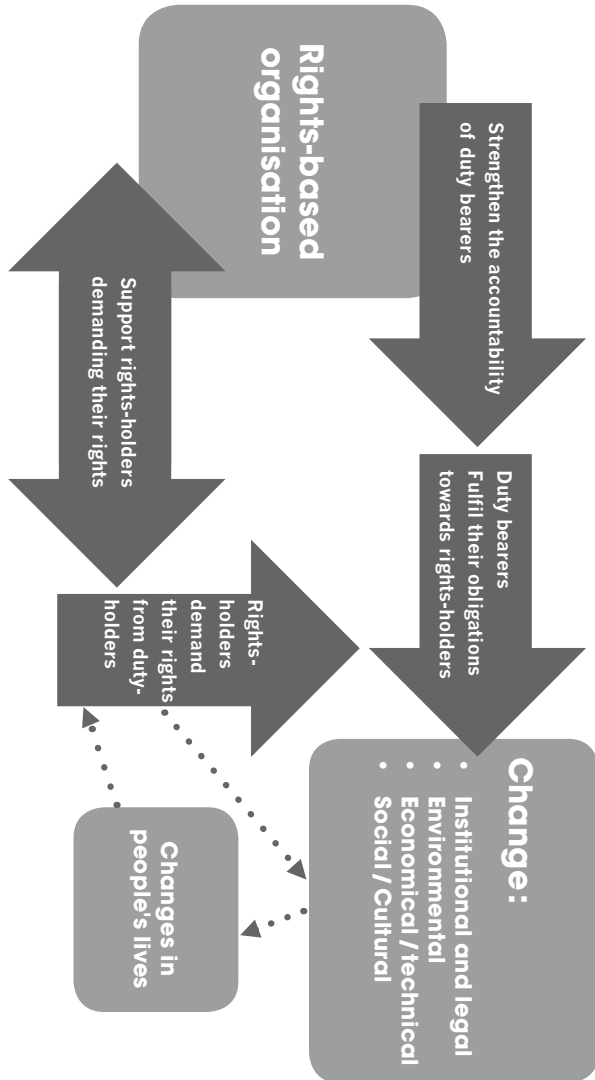 Rights-based
organisation
Strengthen the accountability
of duty bearers
Duty bearers
Fulfil their obligations
towards rights-holders
Change:
• Institutional and legal
• Environmental
• Economical / technical
• Social / Cultural
Support rights-holders
demanding their rights
Rights-
holders
demand
their rights
from duty-
holders
Changes in
people's lives